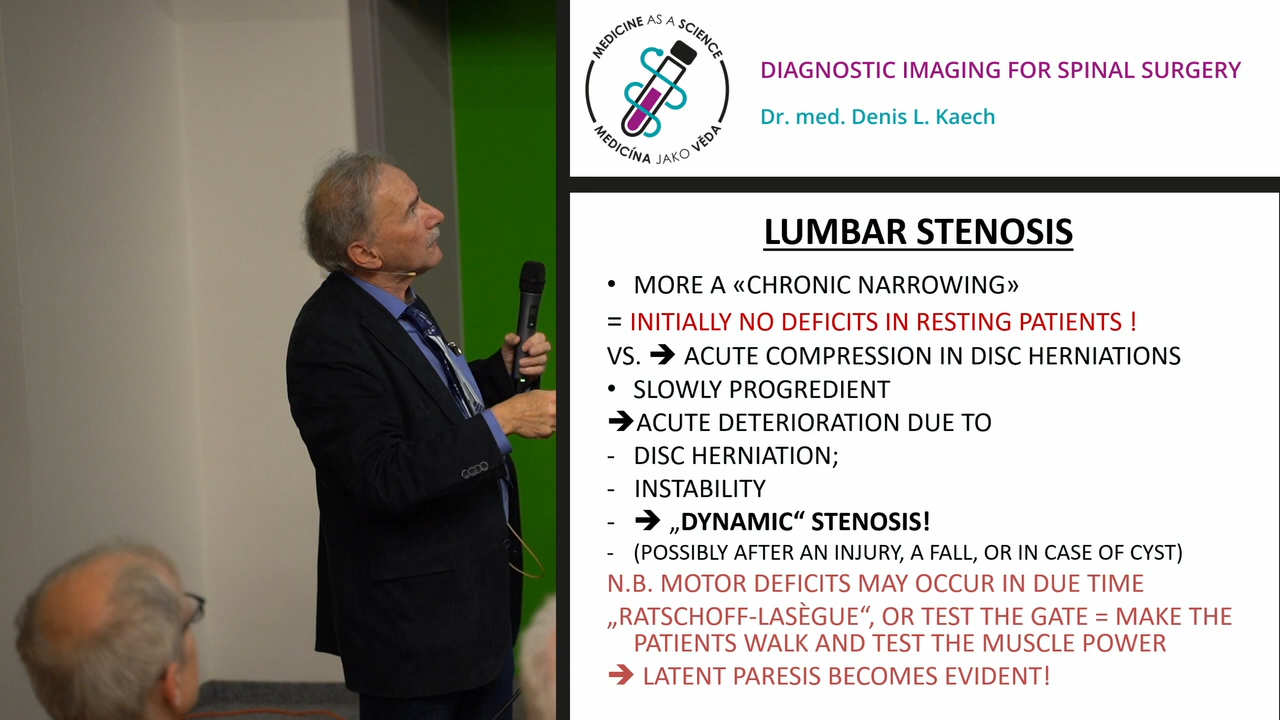 MEDICINE AS A SCIENCE
MEDICÍNA JAKO VĚDA
DIAGNOSTIC IMAGING FOR SPINAL SURGERY
Dr. med. Denis L. Kaech
LUMBAR STENOSIS
• MORE A «CHRONIC NARROWING»
= INITIALLY NO DEFICITS IN RESTING PATIENTS !
VS. ➔ ACUTE COMPRESSION IN DISC HERNIATIONS
• SLOWLY PROGREDIENT
➔ACUTE DETERIORATION DUE TO
- DISC HERNIATION;
- INSTABILITY
- ➔ „DYNAMIC“ STENOSIS!
- (POSSIBLY AFTER AN INJURY, A FALL, OR IN CASE OF CYST)
N.B. MOTOR DEFICITS MAY OCCUR IN DUE TIME
„RATSCHOFF-LASÈGUE“, OR TEST THE GATE = MAKE THE
PATIENTS WALK AND TEST THE MUSCLE POWER
➔ LATENT PARESIS BECOMES EVIDENT!